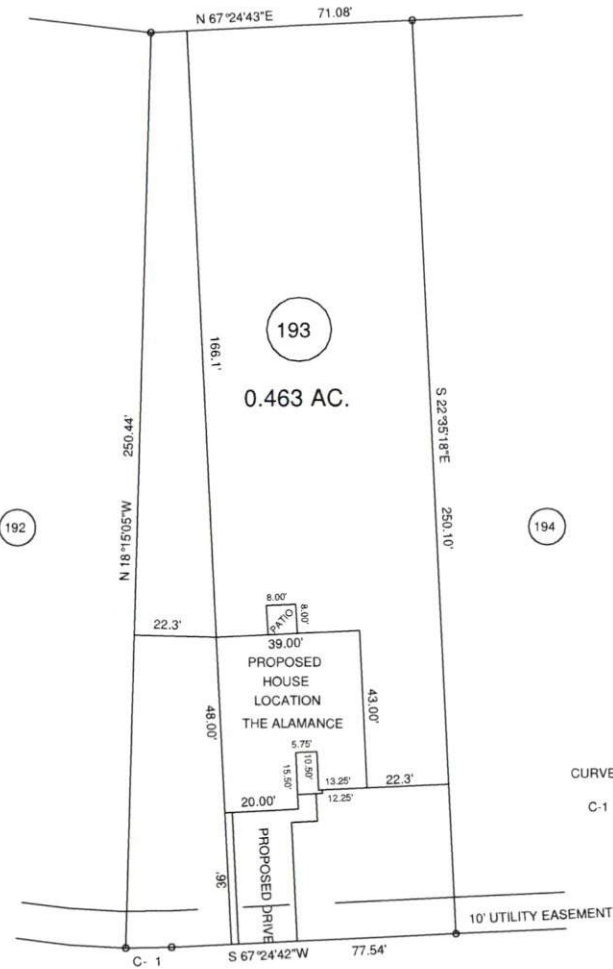 N 67°24'43"E 71.08'
193
0.463 AC.
166.1'
N 18°15'05"W 250.44'
S 22°35'18"E 250.10'
192
194
22.3'
8.00'
8.00'
PATIO
39.00'
PROPOSED
HOUSE
LOCATION
THE ALAMANCE
48.00'
43.00'
5.75'
15.50'
10.50'
13.25'
12.25'
22.3'
20.00'
CURVE
C-1
36'
PROPOSED DRIVE
10' UTILITY EASEMENT
C- 1
S 67°24'42"W 77.54'